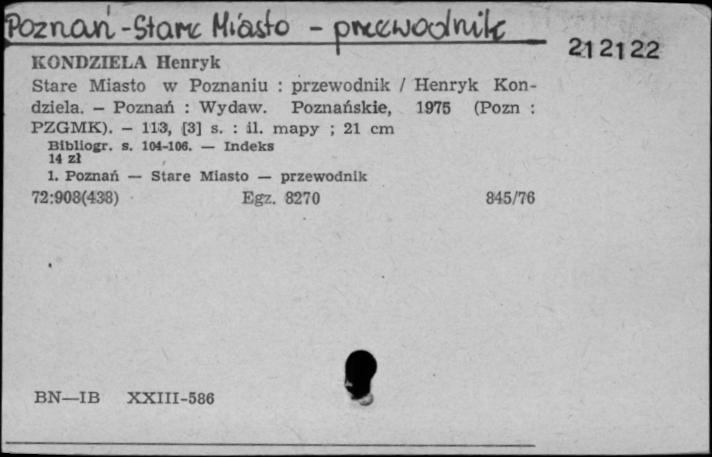 Poznań - Stare Miasto - przewodnik
212122
KONDZIELA Henryk
Stare Miasto w Poznaniu : przewodnik / Henryk Kon-
dziela. – Poznań : Wydaw. Poznańskie, 1975 (Pozn :
PZGMK). – 113, [3] s. : il. mapy ; 21 cm
Bibliogr. s. 104-106. — Indeks
14 zł
1. Poznań — Stare Miasto — przewodnik
72:908(438) Egz. 8270 845/76
BN—IB XXIII-586